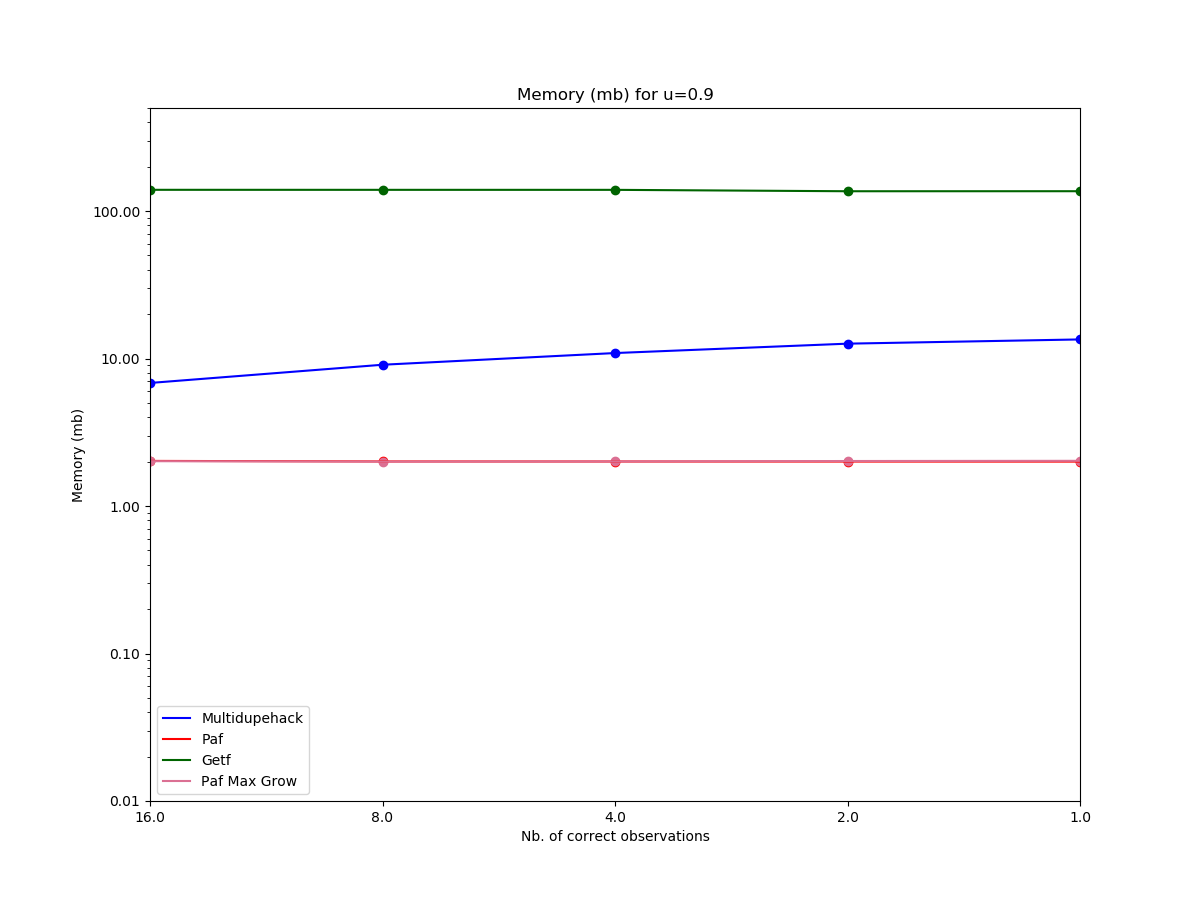 Memory (mb) for u=0.9
100.00
10.00
1.00
0.10
0.01
Memory (mb)
Multidupehack
Paf
Getf
Paf Max Grow
16.0 8.0 4.0 2.0 1.0
Nb. of correct observations